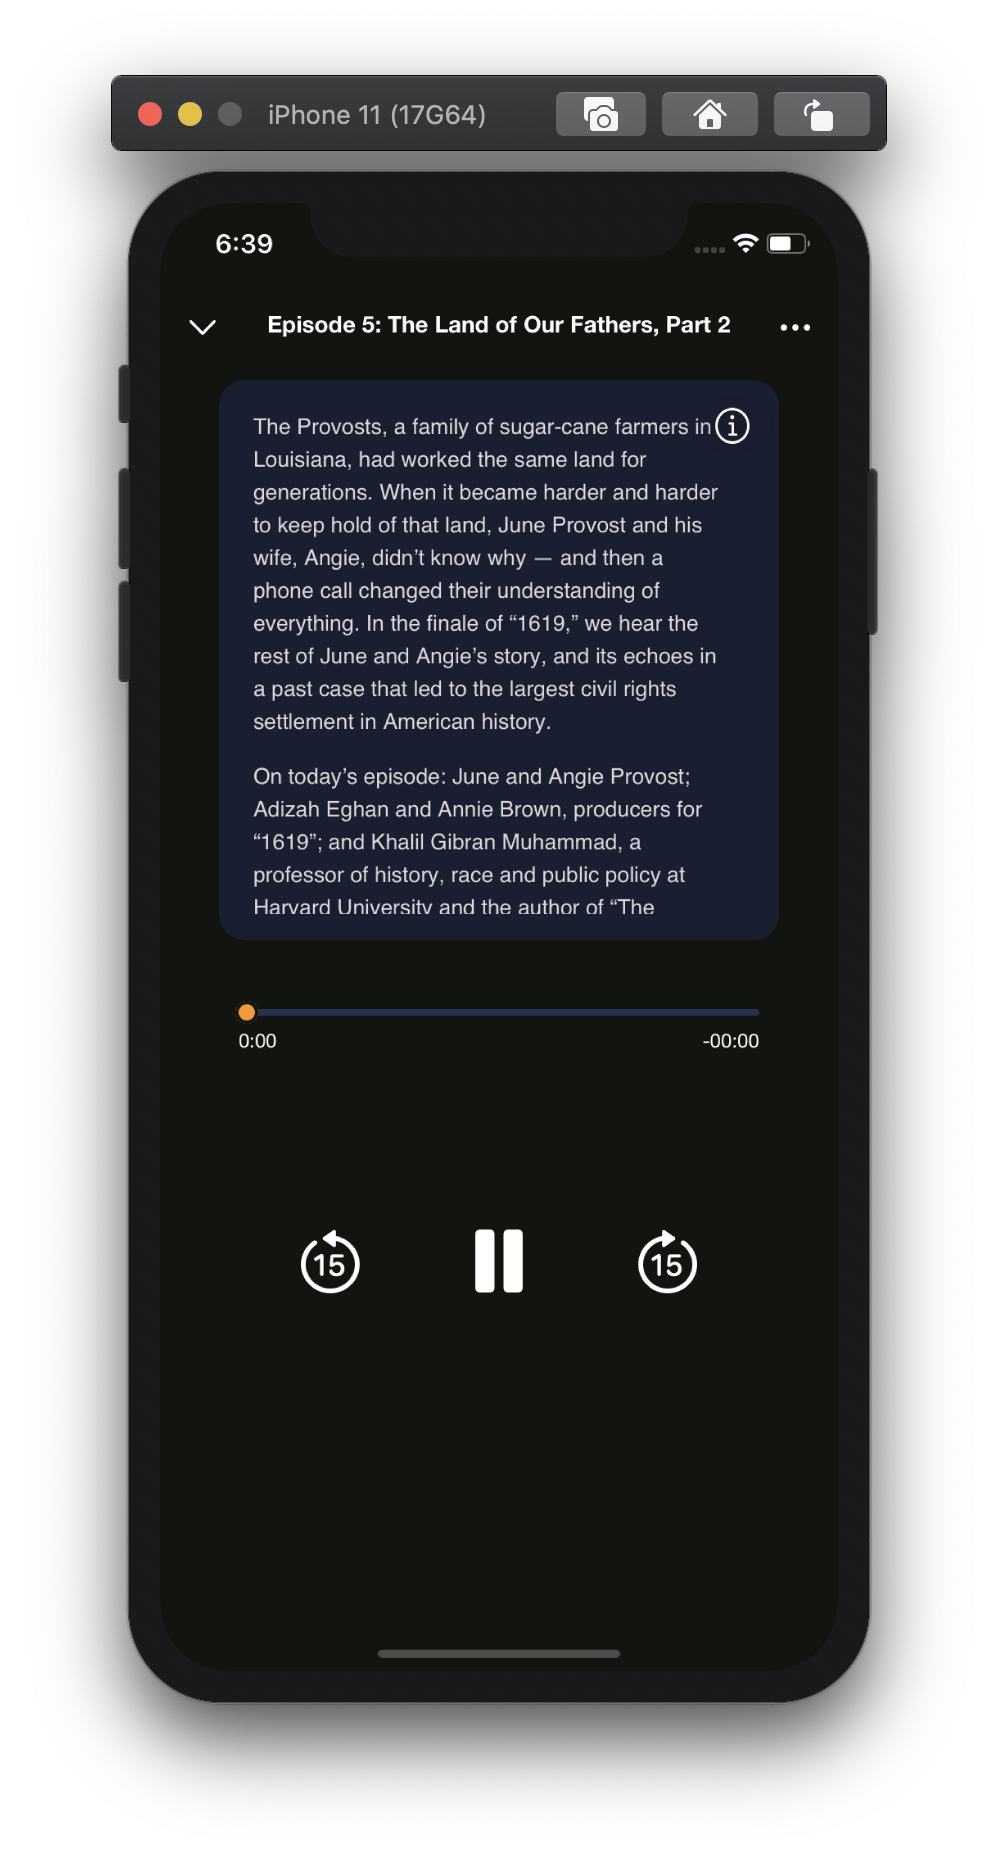 iPhone 11 (17G64)
6:39
Episode 5: The Land of Our Fathers, Part 2
The Provosts, a family of sugar-cane farmers in
Louisiana, had worked the same land for
generations. When it became harder and harder
to keep hold of that land, June Provost and his
wife, Angie, didn’t know why — and then a
phone call changed their understanding of
everything. In the finale of “1619,” we hear the
rest of June and Angie’s story, and its echoes in
a past case that led to the largest civil rights
settlement in American history.
On today’s episode: June and Angie Provost;
Adizah Eghan and Annie Brown, producers for
“1619”; and Khalil Gibran Muhammad, a
professor of history, race and public policy at
Harvard University and the author of “The
0:00
-00:00
15
15